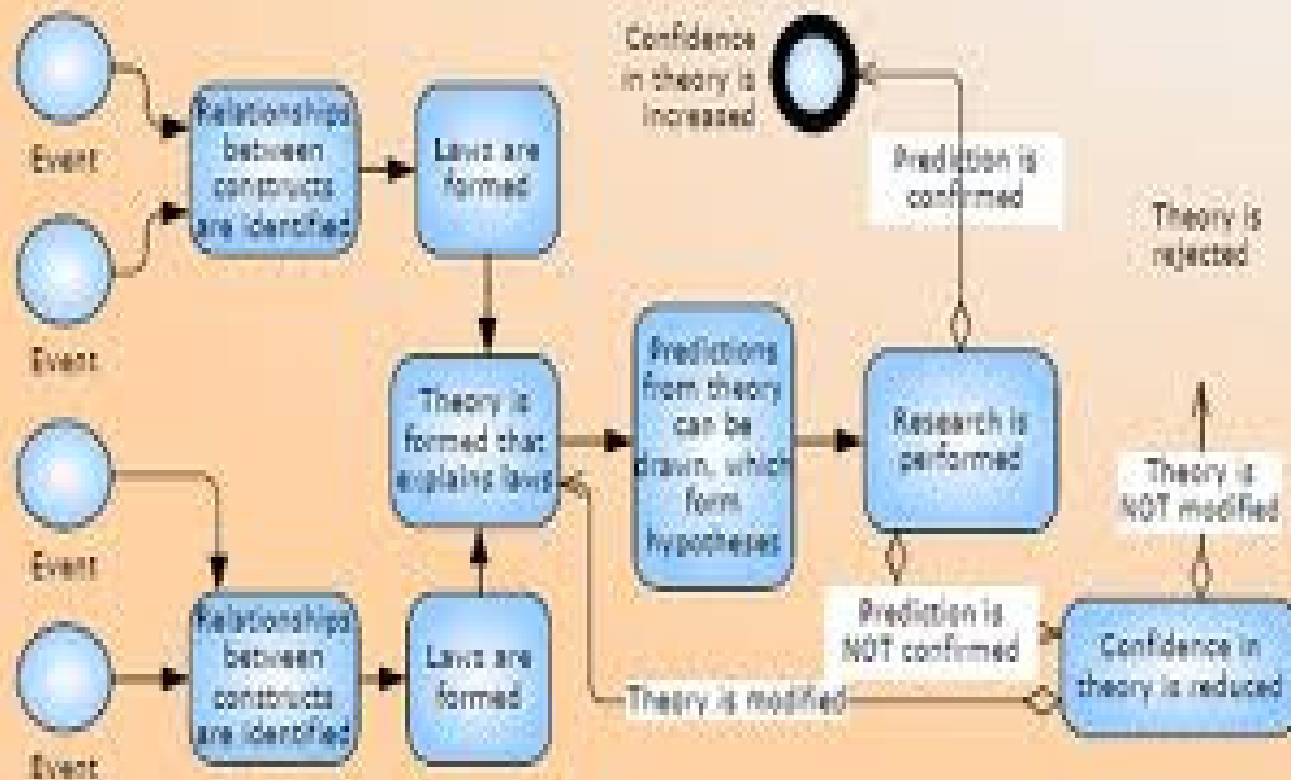 Event
Event
Event
Event
Relationships
between
constructs
are identified
Laws are
formed
Relationships
between
constructs
are identified
Laws are
formed
Theory is
formed that
explains laws
Predictions
from theory
can be
drawn, which
form
hypotheses
Research is
performed
Prediction is
confirmed
Confidence
in theory is
increased
Prediction is
NOT confirmed
Confidence in
theory is reduced
Theory is modified
Theory is
NOT modified
Theory is
rejected